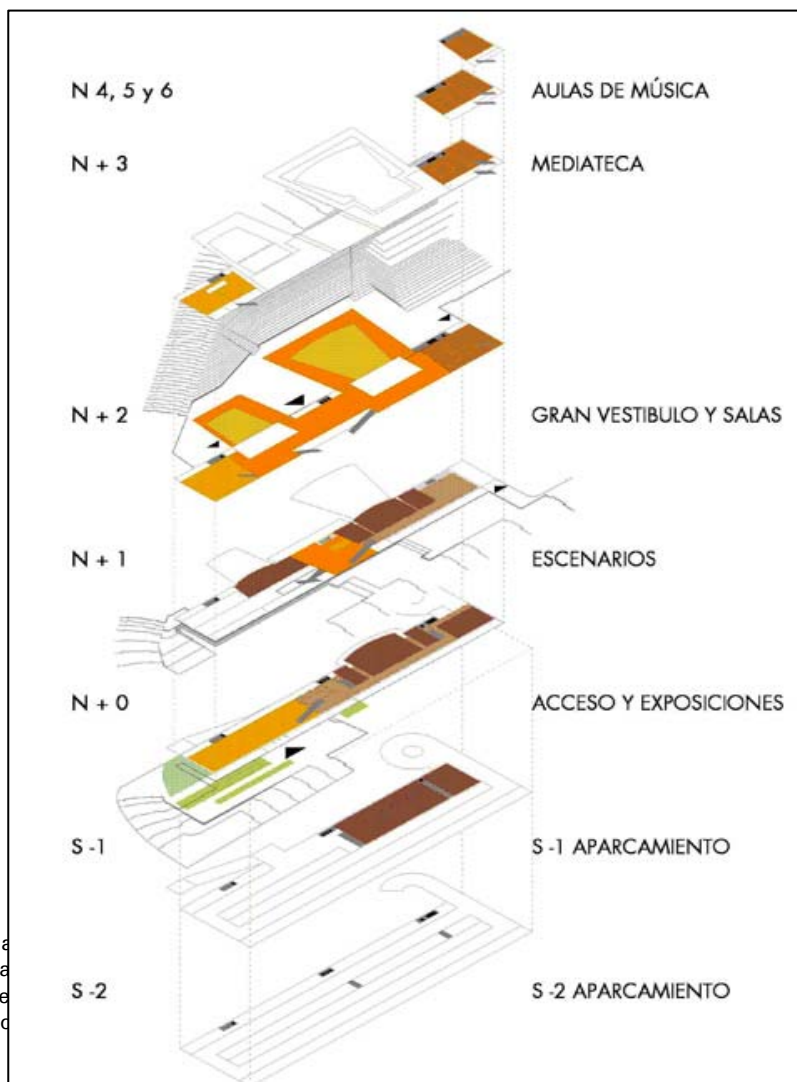 N 4, 5 y 6 AULAS DE MÚSICA
N + 3 MEDIATECA
N + 2 GRAN VESTIBULO Y SALAS
N + 1 ESCENARIOS
N + 0 ACCESO Y EXPOSICIONES
S -1 S -1 APARCAMIENTO
S -2 S -2 APARCAMIENTO